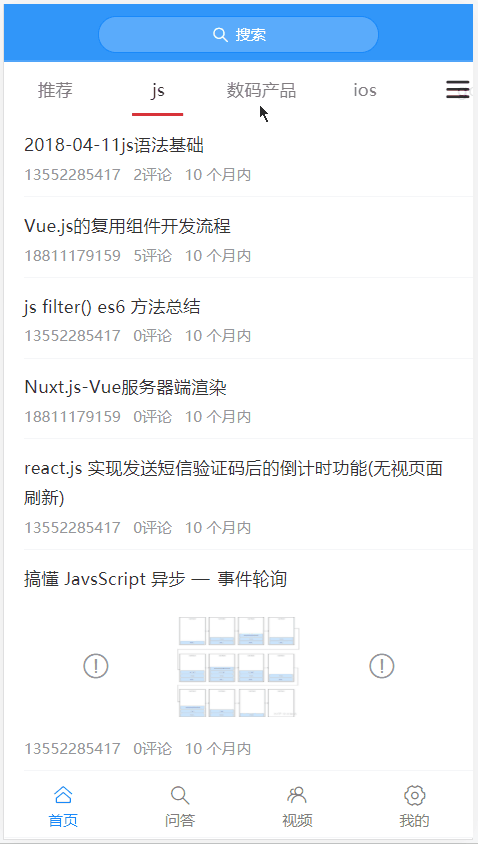 搜索
推荐 js 数码产品 ios
2018-04-11js语法基础
13552285417 2评论 10 个月内
Vue.js的复用组件开发流程
18811179159 5评论 10 个月内
js filter() es6 方法总结
13552285417 0评论 10 个月内
Nuxt.js-Vue服务器端渲染
18811179159 0评论 10 个月内
react.js 实现发送短信验证码后的倒计时功能(无视页面
刷新)
13552285417 0评论 10 个月内
搞懂 JavsScript 异步 — 事件轮询
13552285417 0评论 10 个月内
首页 问答 视频 我的